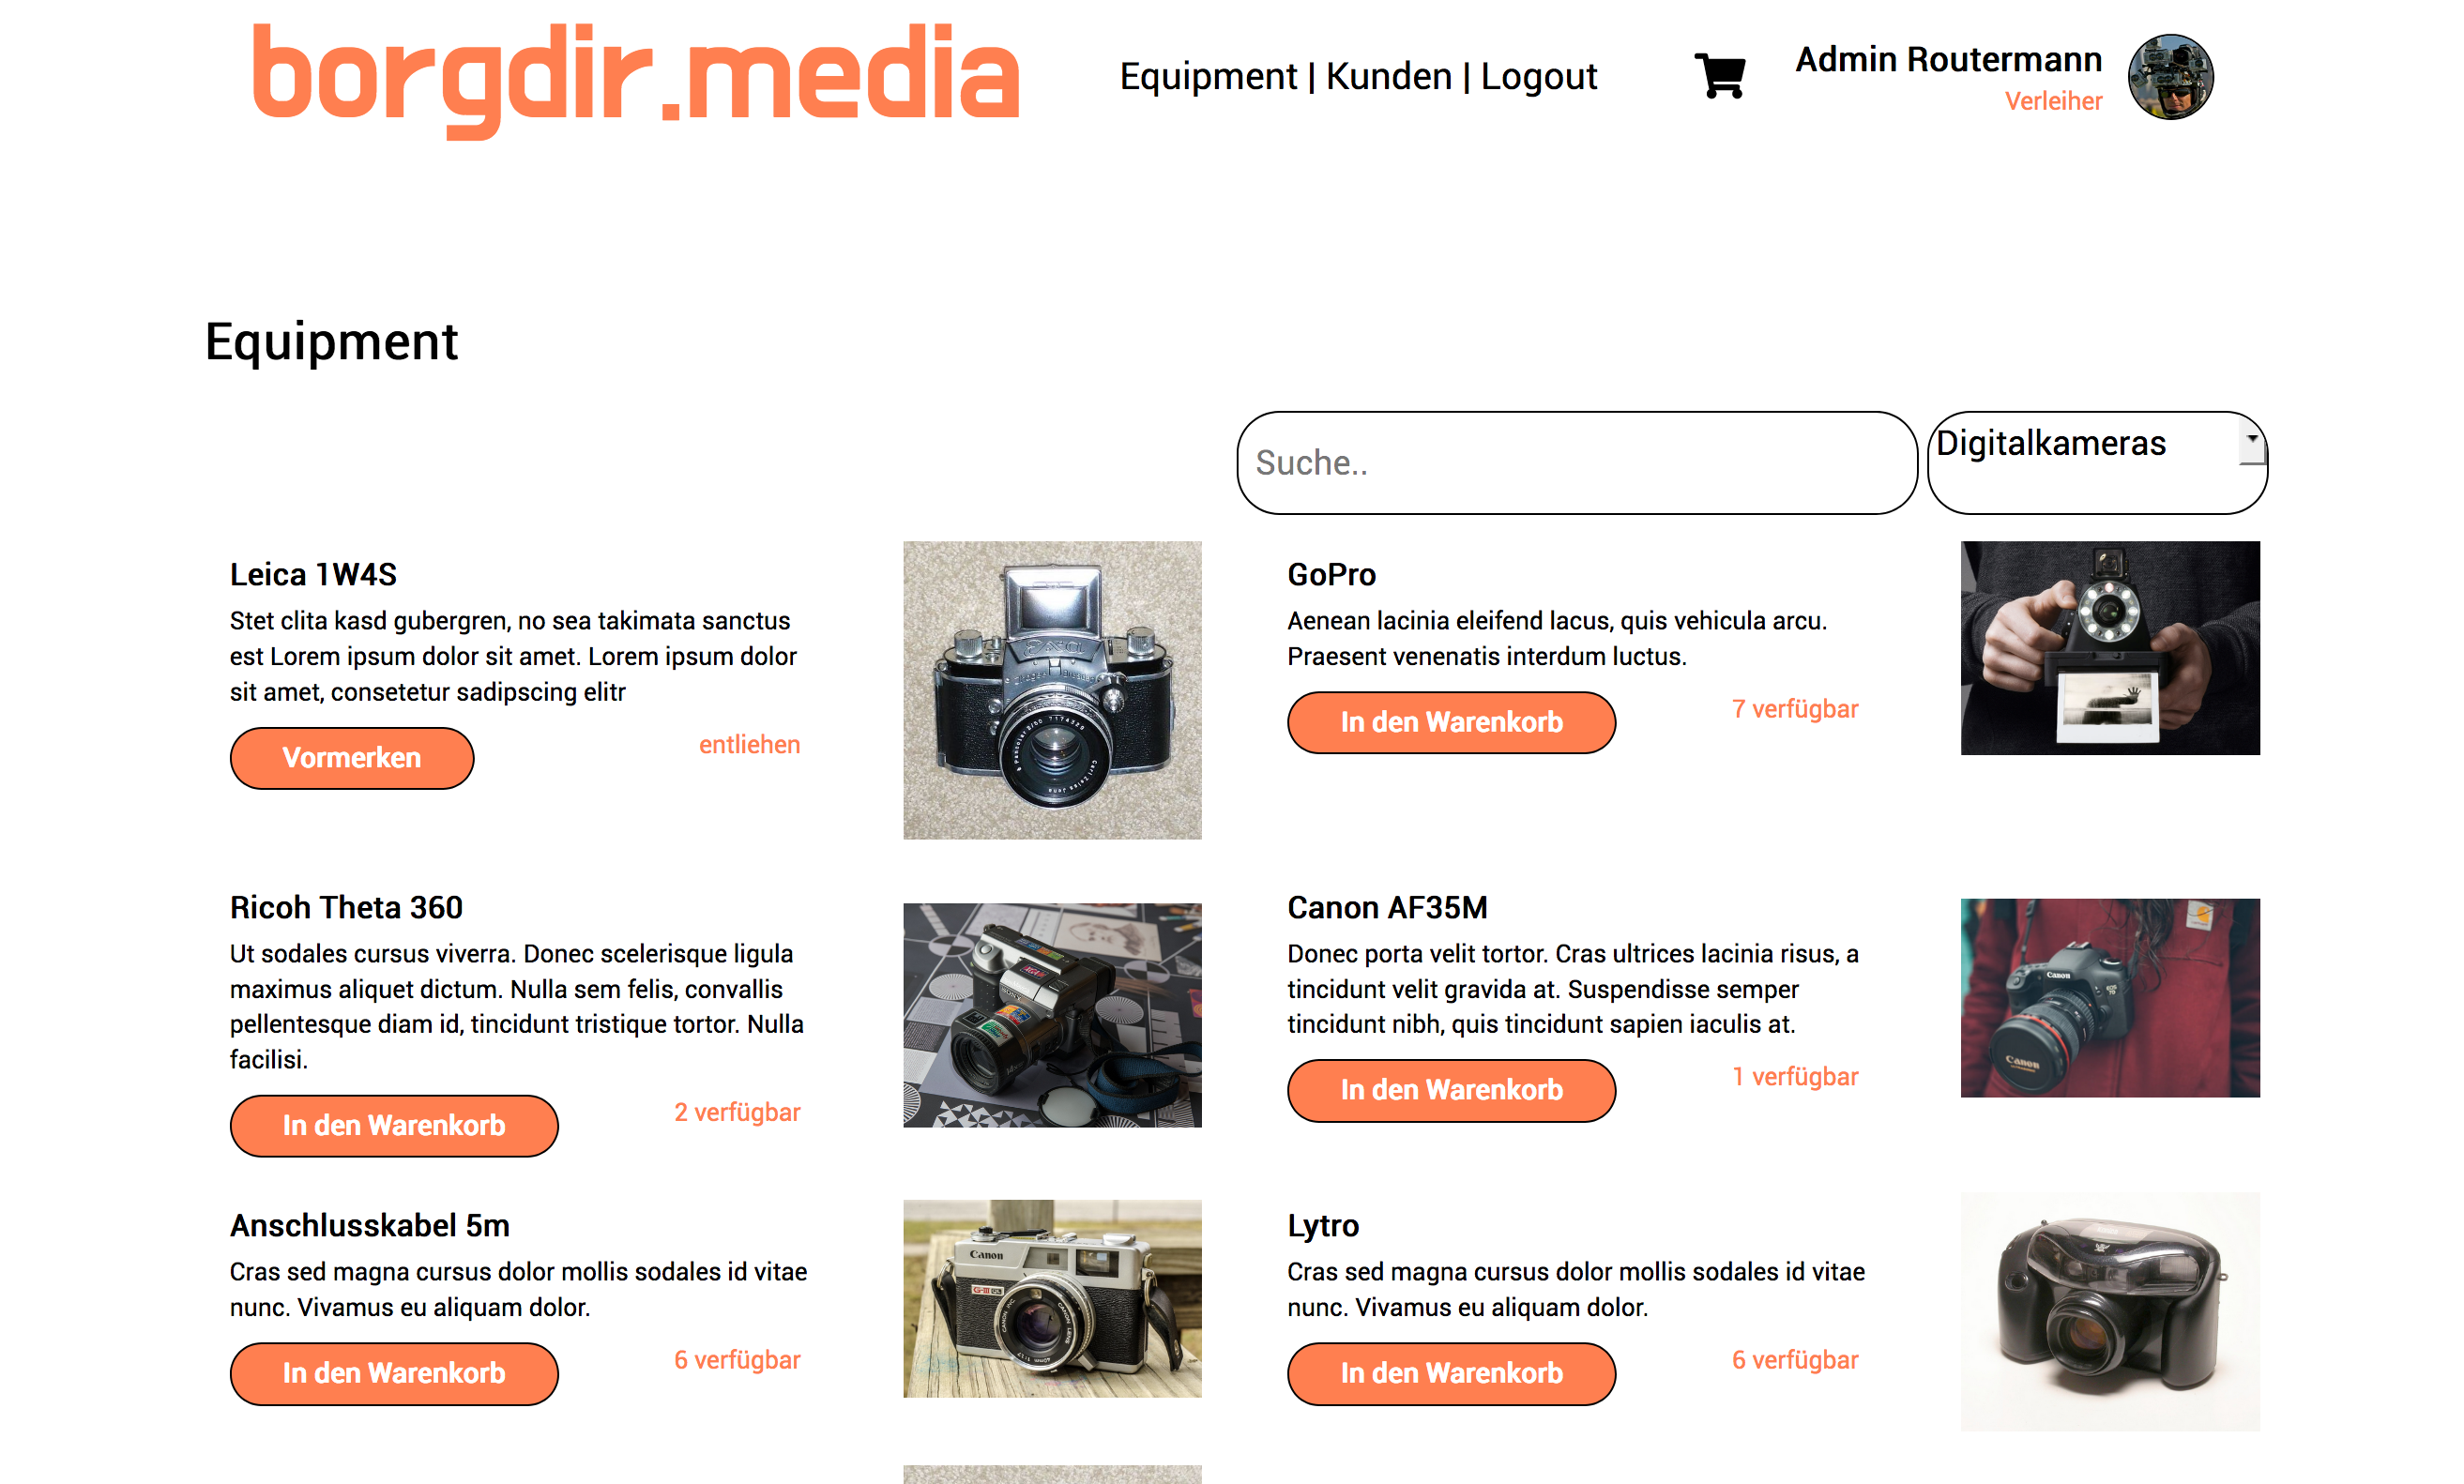 borgdir.media
Equipment | Kunden | Logout
Admin Routermann
Verleiher
Equipment
Suche..
Digitalkameras
Leica 1W4S
Stet clita kasd gubergren, no sea takimata sanctus
est Lorem ipsum dolor sit amet. Lorem ipsum dolor
sit amet, consetetur sadipscing elitr
Vormerken
entliehen
GoPro
Aenean lacinia eleifend lacus, quis vehicula arcu.
Praesent venenatis interdum luctus.
In den Warenkorb
7 verfügbar
Ricoh Theta 360
Ut sodales cursus viverra. Donec scelerisque ligula
maximus aliquet dictum. Nulla sem felis, convallis
pellentesque diam id, tincidunt tristique tortor. Nulla
facilisi.
In den Warenkorb
2 verfügbar
Canon AF35M
Donec porta velit tortor. Cras ultrices lacinia risus, a
tincidunt velit gravida at. Suspendisse semper
tincidunt nibh, quis tincidunt sapien iaculis at.
In den Warenkorb
1 verfügbar
Canon
Canon
Anschlusskabel 5m
Cras sed magna cursus dolor mollis sodales id vitae
nunc. Vivamus eu aliquam dolor.
In den Warenkorb
6 verfügbar
Canon
Lytro
Cras sed magna cursus dolor mollis sodales id vitae
nunc. Vivamus eu aliquam dolor.
In den Warenkorb
6 verfügbar